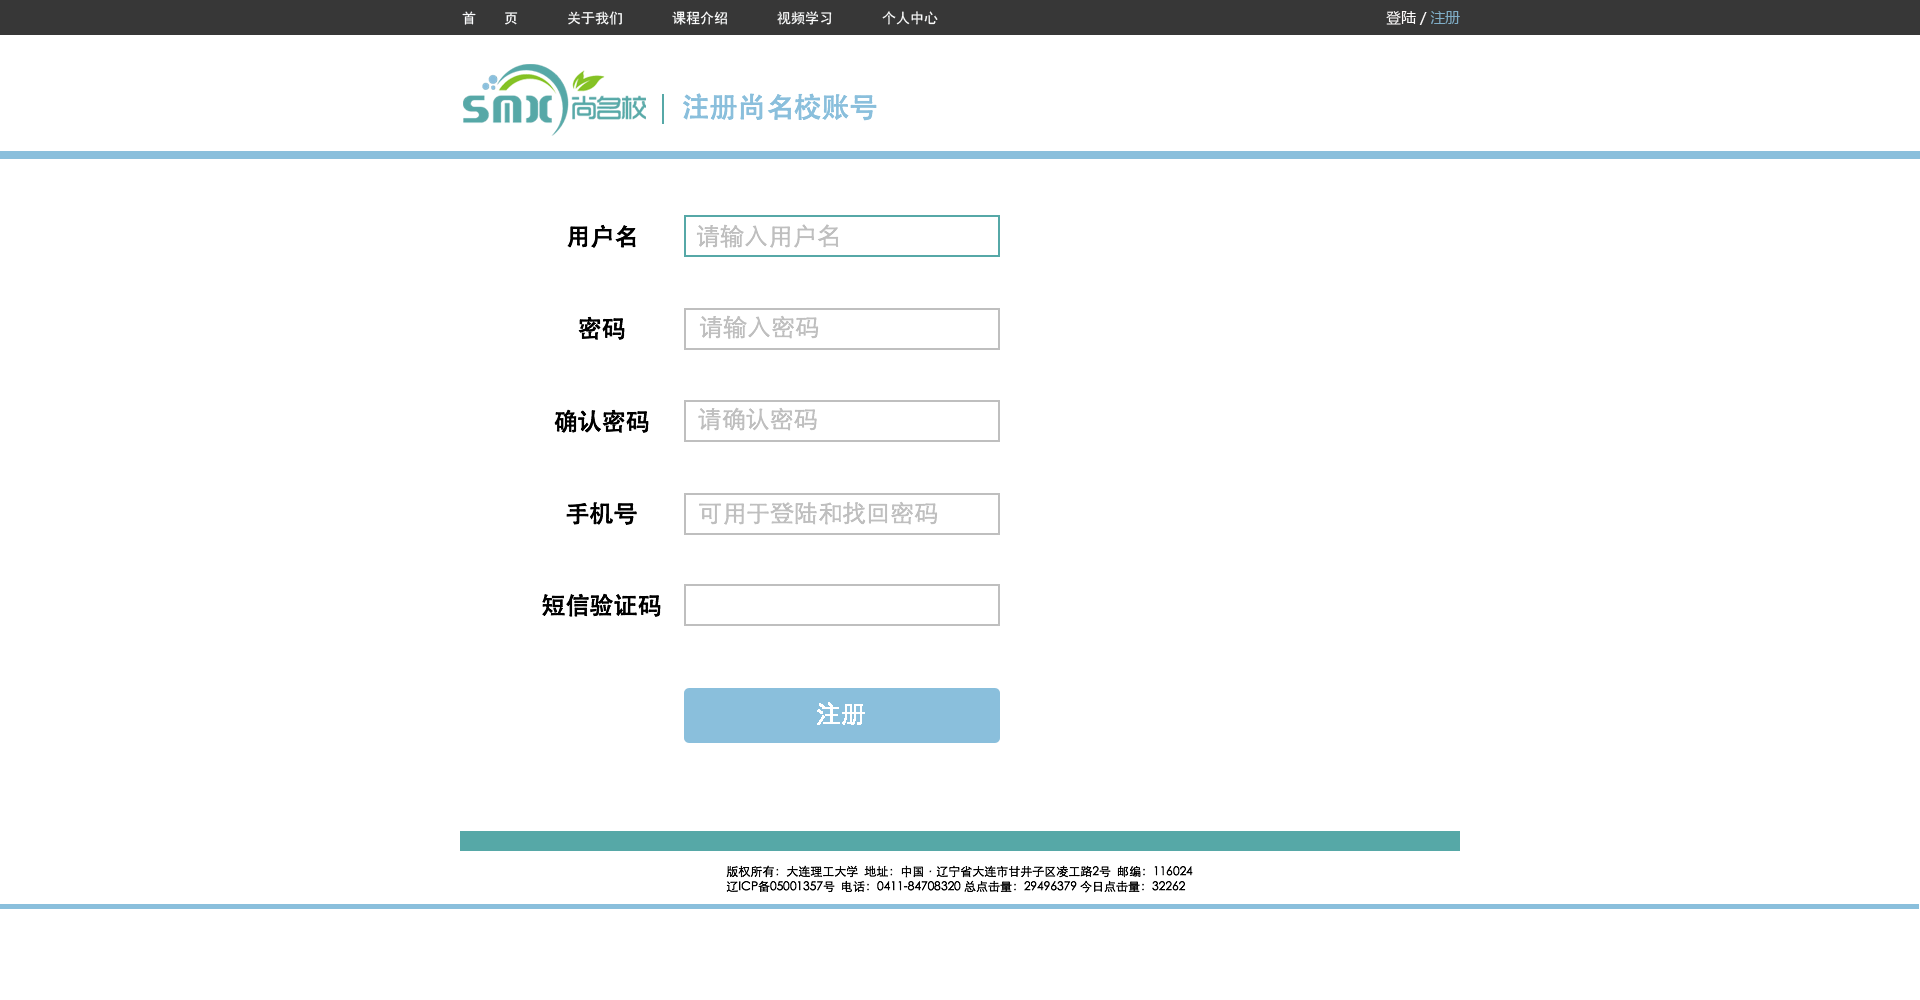 首　　页　　　关于我们　　　课程介绍　　　视频学习　　　个人中心　　　登陆 / 注册
smx尚名校 | 注册尚名校账号
用户名　请输入用户名
密码　请输入密码
确认密码　请确认密码
手机号　可用于登陆和找回密码
短信验证码
注册
版权所有：大连理工大学 地址：中国 · 辽宁省大连市甘井子区凌工路2号 邮编：116024
辽ICP备05001357号 电话：0411-84708320 总点击量：29496379 今日点击量：32262